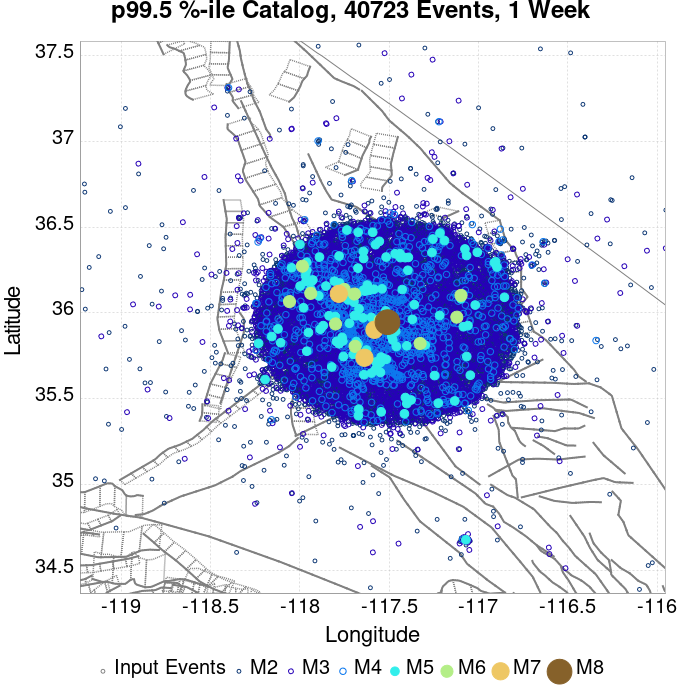 p99.5 %-ile Catalog, 40723 Events, 1 Week
37.5
37
36.5
36
35.5
35
34.5
Latitude
-119
-118.5
-118
-117.5
-117
-116.5
-116
Longitude
Input Events
M2
M3
M4
M5
M6
M7
M8